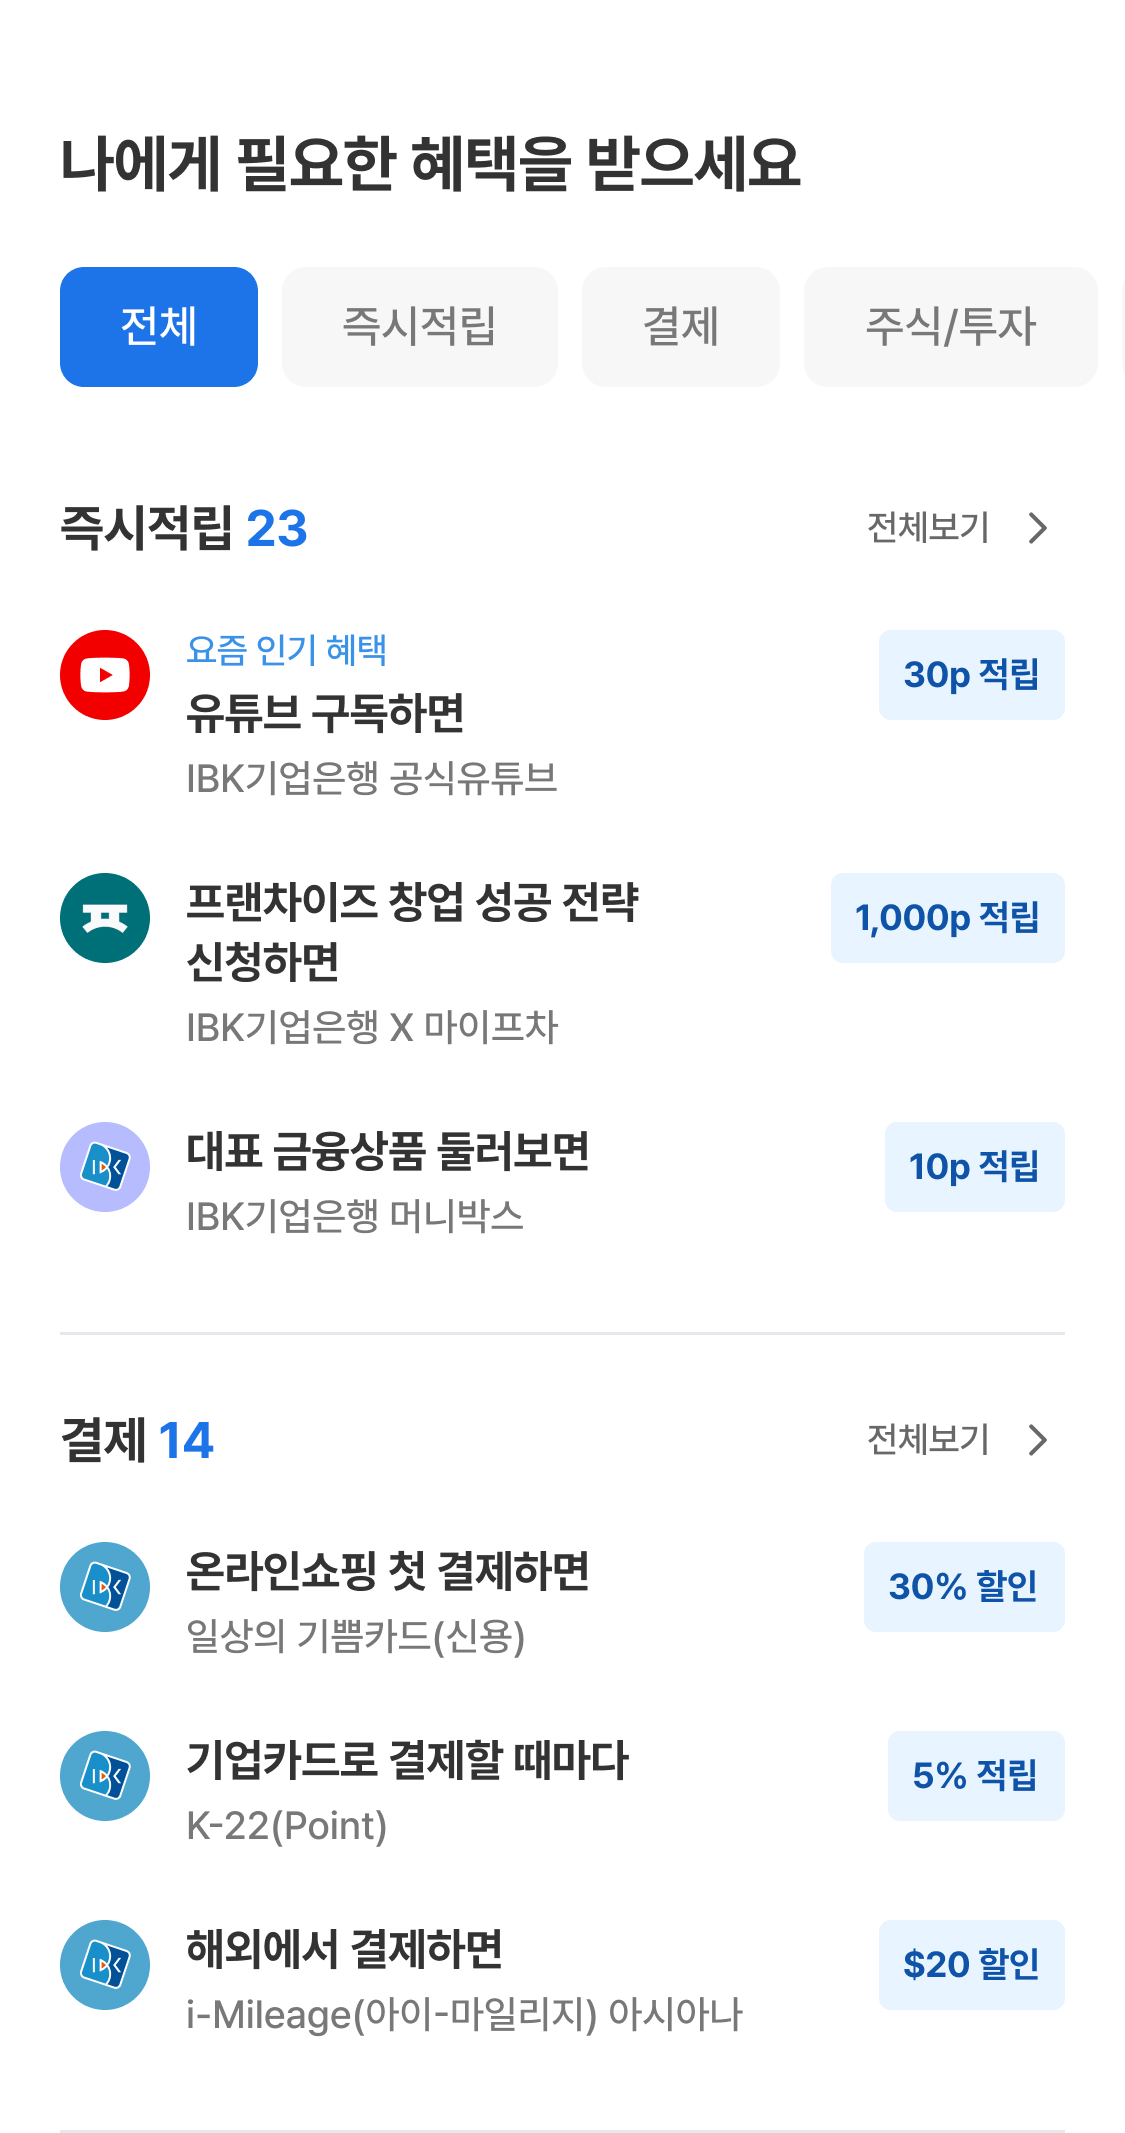 나에게 필요한 혜택을 받으세요
전체 즉시적립 결제 주식/투자
즉시적립 23 전체보기
요즘 인기 혜택
유튜브 구독하면 30p 적립
IBK기업은행 공식유튜브
프랜차이즈 창업 성공 전략 1,000p 적립
신청하면
IBK기업은행 X 마이프차
대표 금융상품 둘러보면 10p 적립
IBK기업은행 머니박스
결제 14 전체보기
온라인쇼핑 첫 결제하면 30% 할인
일상의 기쁨카드(신용)
기업카드로 결제할 때마다 5% 적립
K-22(Point)
해외에서 결제하면 $20 할인
i-Mileage(아이-마일리지) 아시아나